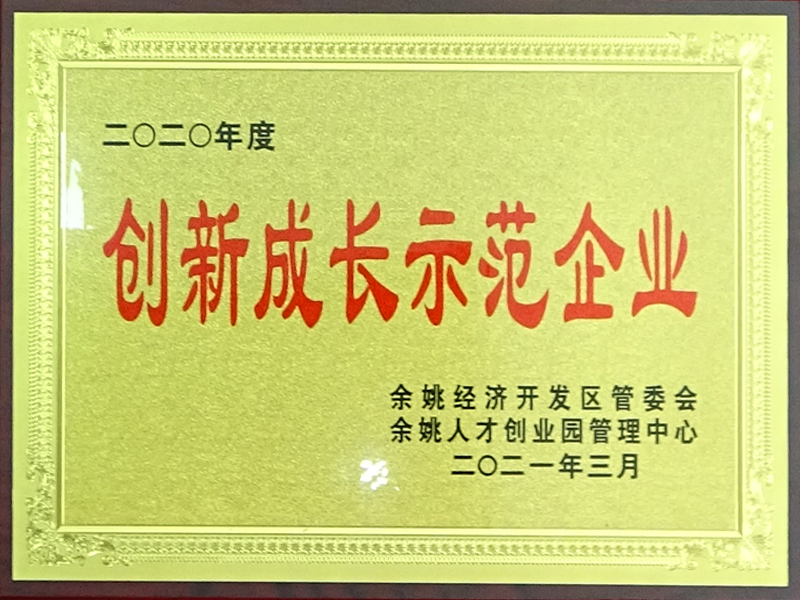 二〇二〇年度
创新成长示范企业
余姚经济开发区管委会
余姚人才创业园管理中心
二〇二一年三月